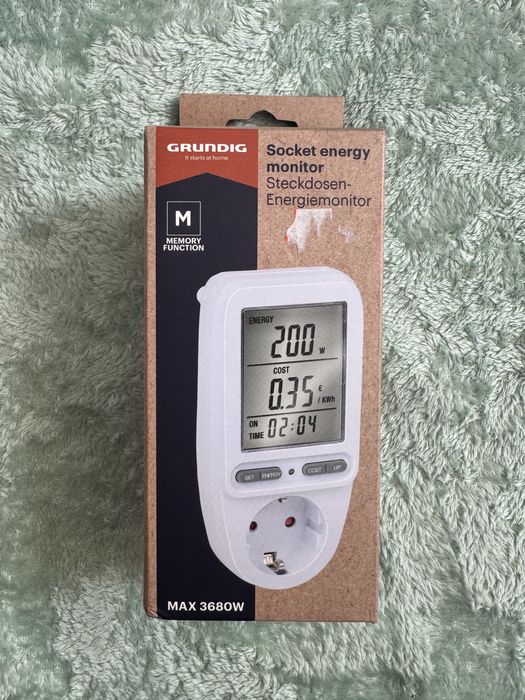 GRUNDIG
It starts at home
Socket energy
monitor
Steckdosen-
Energiemonitor
M
MEMORY
FUNCTION
ENERGY
200 W
COST
0.35 € / KWh
ON
TIME 02:04
SET ENERGY COST UP
MAX 3680W